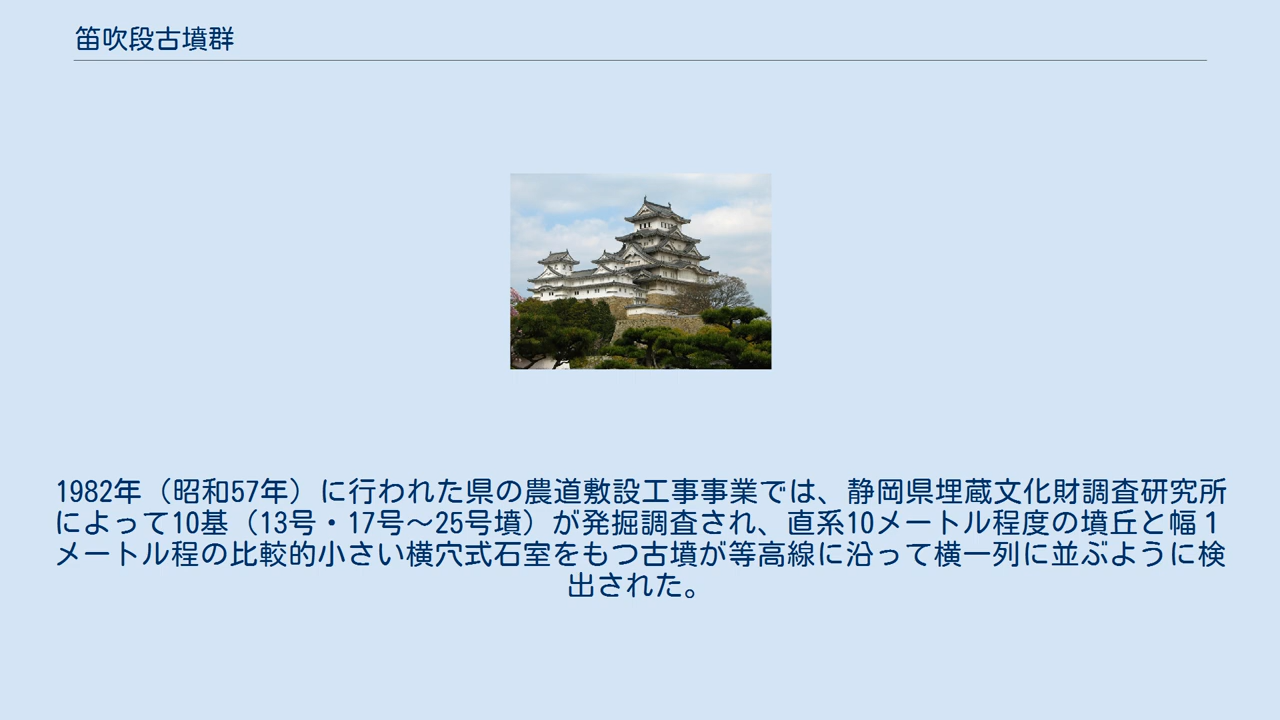 笛吹段古墳群
1982年（昭和57年）に行われた県の農道敷設工事事業では、静岡県埋蔵文化財調査研究所
によって10基（13号・17号～25号墳）が発掘調査され、直系10メートル程度の墳丘と幅１
メートル程の比較的小さい横穴式石室をもつ古墳が等高線に沿って横一列に並ぶように検
出された。